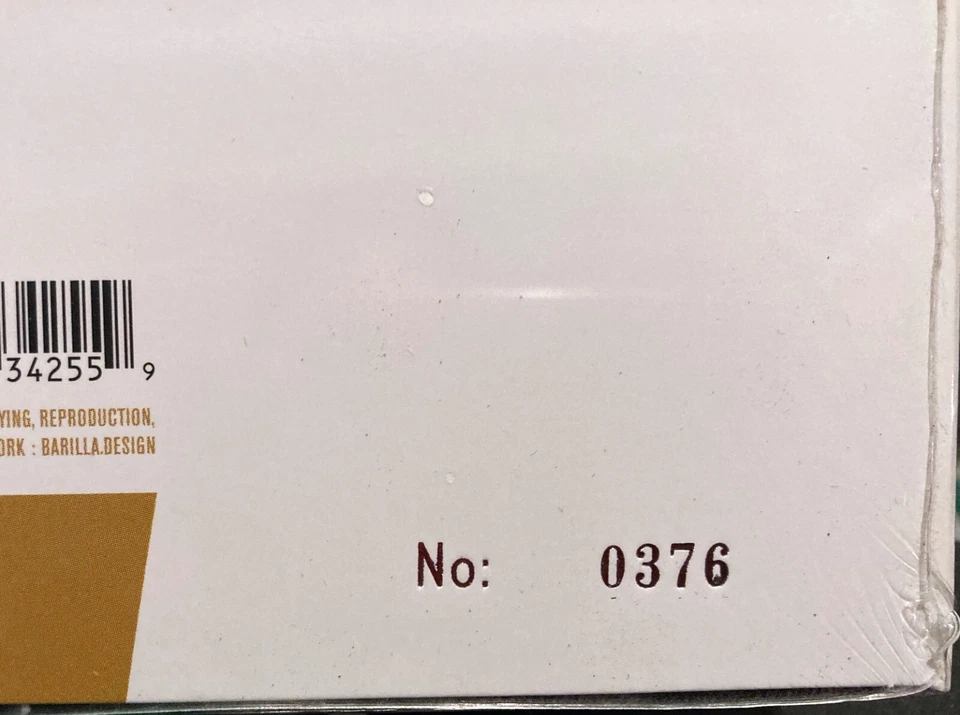 34255 9
YING, REPRODUCTION,
ORK : BARILLA.DESIGN
No: 0376